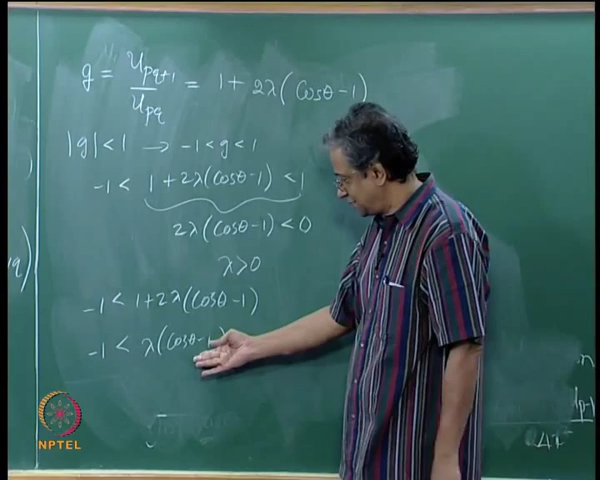 g = u_{pq+1} / u_{pq} = 1 + 2λ(Cosθ - 1)
|g| < 1 → -1 < g < 1
-1 < 1 + 2λ(Cosθ - 1) < 1
2λ(Cosθ - 1) < 0
λ > 0
-1 < 1 + 2λ(Cosθ - 1)
-1 < λ(Cosθ - 1)
NPTEL